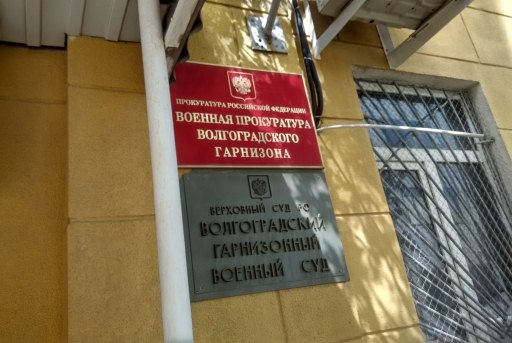 ПРОКУРАТУРА РОССИЙСКОЙ ФЕДЕРАЦИИ
ВОЕННАЯ ПРОКУРАТУРА
ВОЛГОГРАДСКОГО
ГАРНИЗОНА
ВЕРХОВНЫЙ СУД РФ
ВОЛГОГРАДСКИЙ
ГАРНИЗОННЫЙ
ВОЕННЫЙ СУД